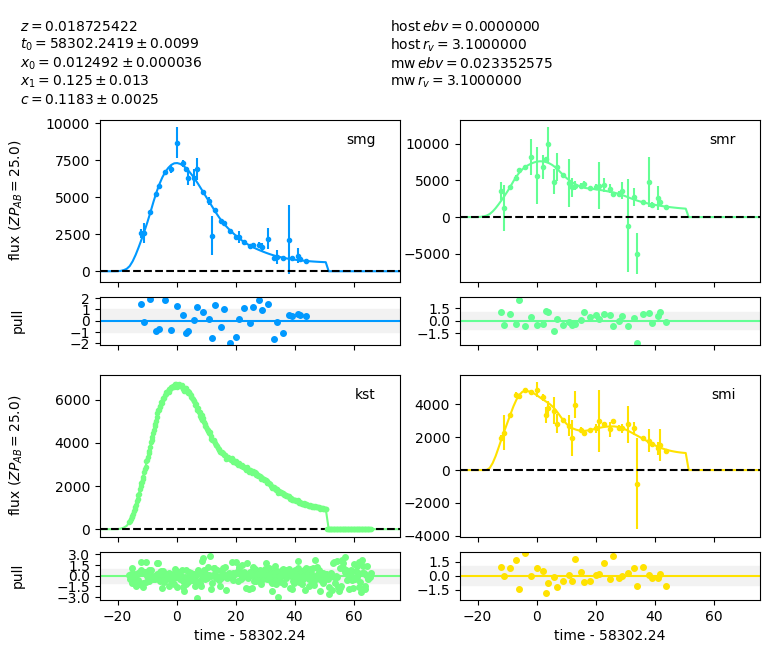 z = 0.018725422
t₀ = 58302.2419 ± 0.0099
x₀ = 0.012492 ± 0.000036
x₁ = 0.125 ± 0.013
c = 0.1183 ± 0.0025
host ebv = 0.0000000
host r_v = 3.1000000
mw ebv = 0.023352575
mw r_v = 3.1000000
smg
10000
7500
5000
2500
0
flux (ZP_AB = 25.0)
smr
10000
5000
0
−5000
2
1
0
−1
−2
pull
1.5
0.0
−1.5
kst
6000
4000
2000
0
flux (ZP_AB = 25.0)
smi
4000
2000
0
−2000
−4000
3.0
1.5
0.0
−1.5
−3.0
pull
−20 0 20 40 60
time - 58302.24
1.5
0.0
−1.5
−20 0 20 40 60
time - 58302.24